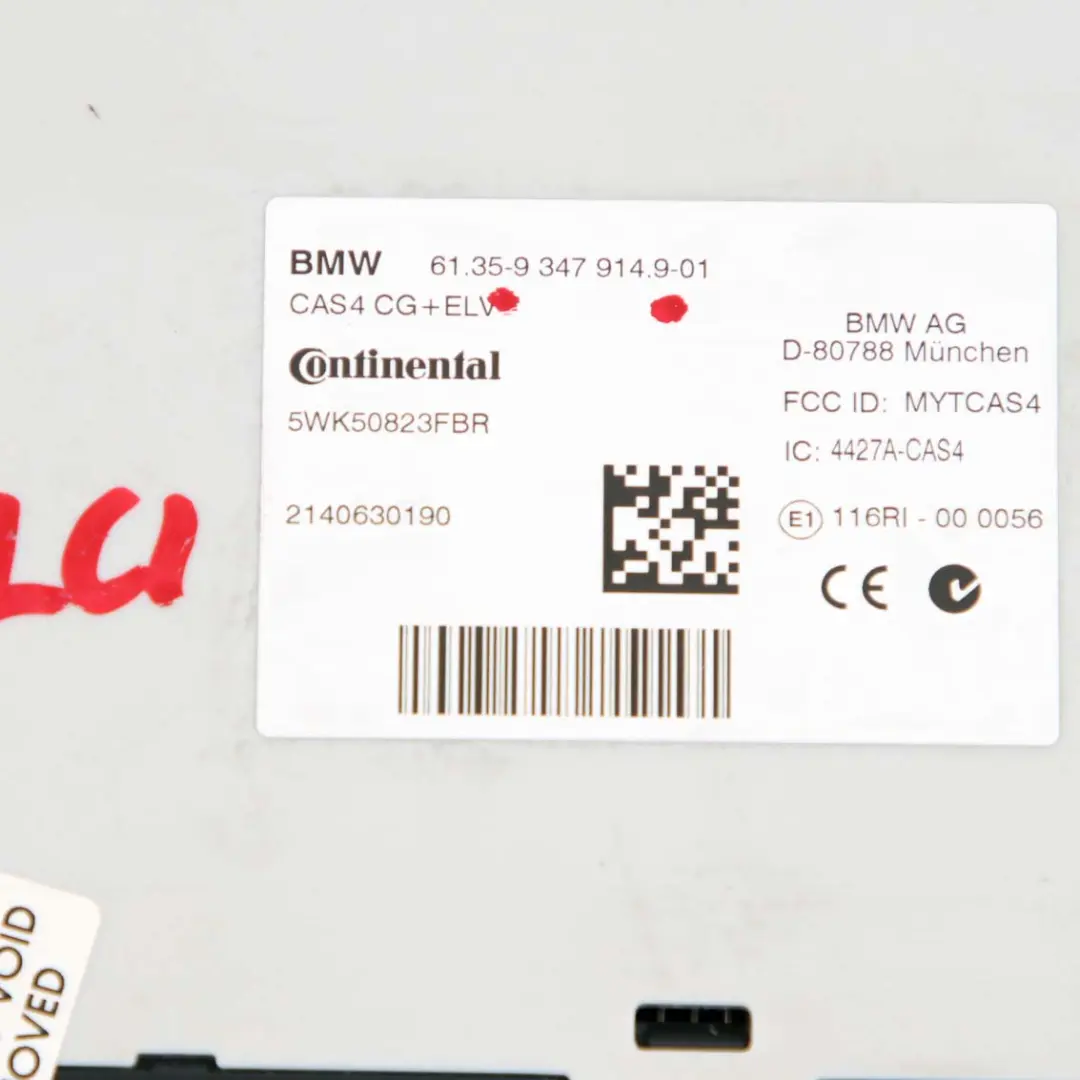 BMW 61.35-9 347 914.9-01
CAS4 CG+ELV
Continental
5WK50823FBR
2140630190
BMW AG
D-80788 München
FCC ID: MYTCAS4
IC: 4427A-CAS4
E1 116RI - 00 0056
CE
LCI
VOID